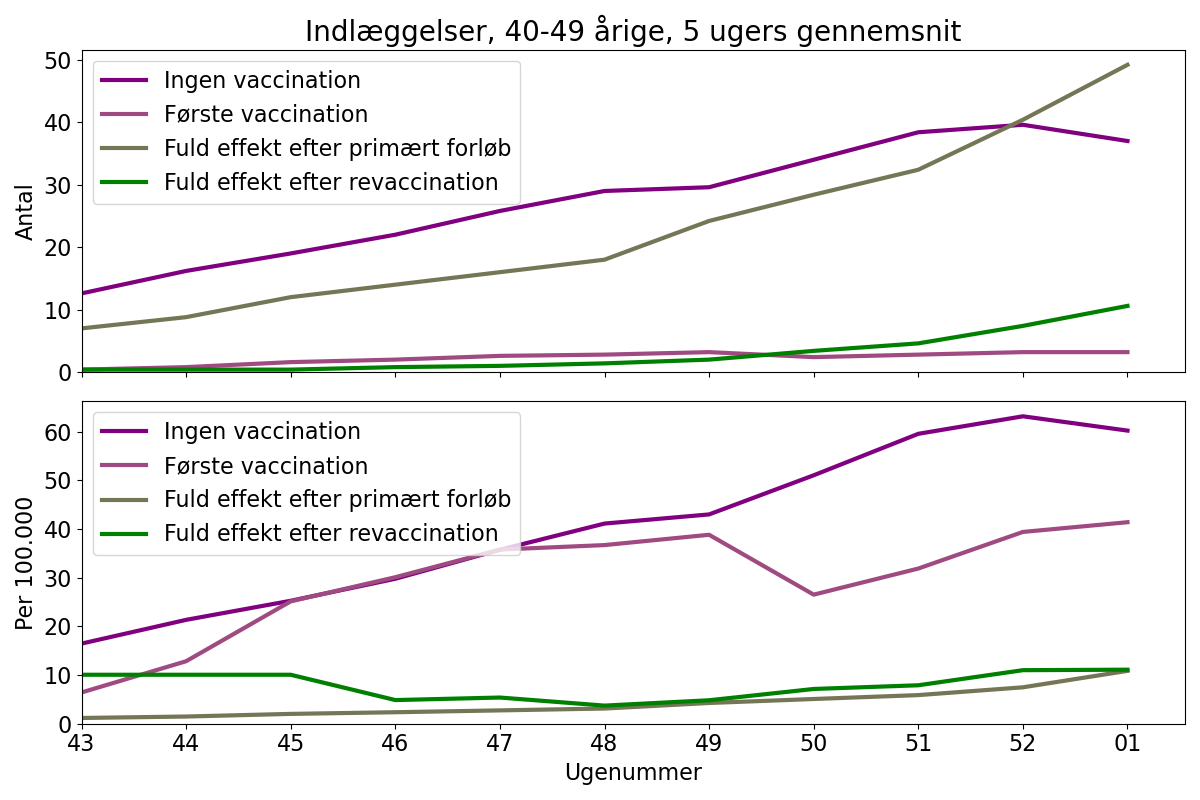 Indlæggelser, 40-49 årige, 5 ugers gennemsnit
50
40
30
20
10
0
Antal
Ingen vaccination
Første vaccination
Fuld effekt efter primært forløb
Fuld effekt efter revaccination
60
50
40
30
20
10
0
Per 100.000
Ingen vaccination
Første vaccination
Fuld effekt efter primært forløb
Fuld effekt efter revaccination
43 44 45 46 47 48 49 50 51 52 01
Ugenummer